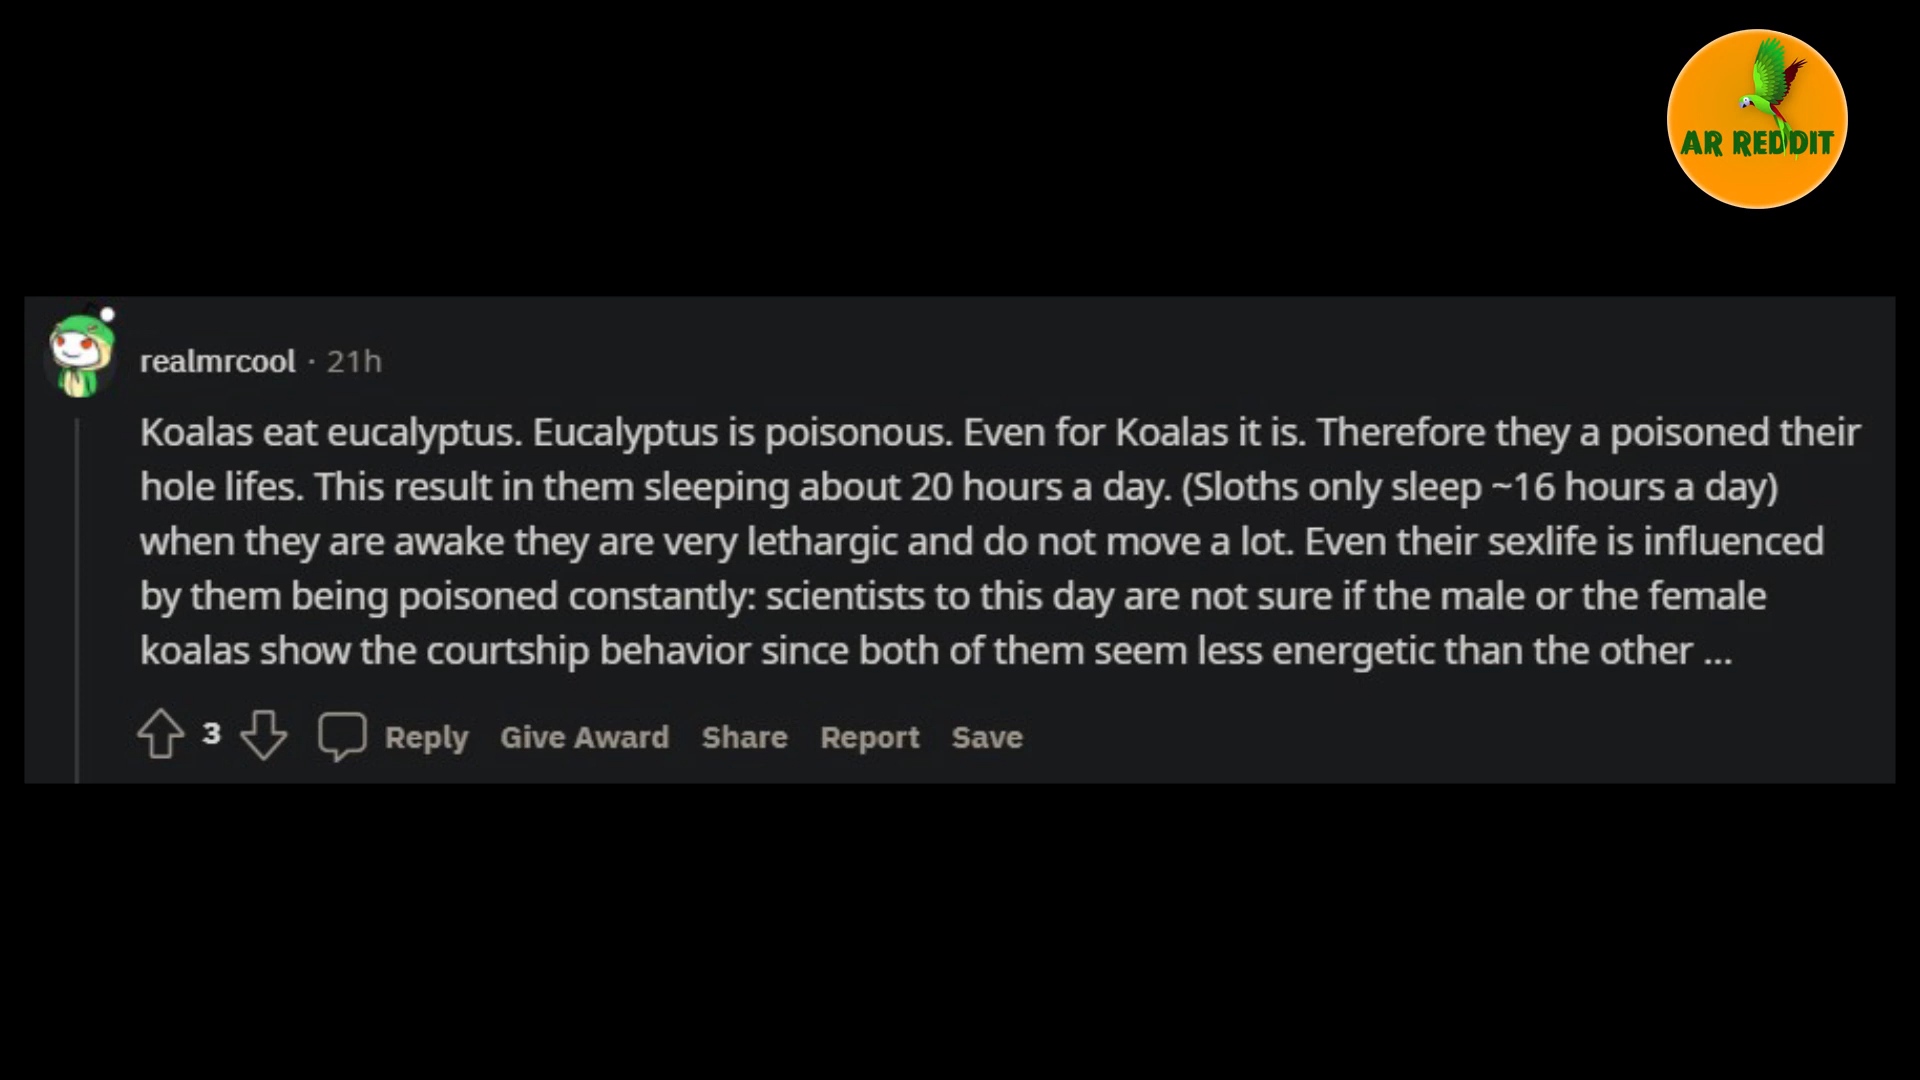 AR REDDIT
realmrcool · 21h
Koalas eat eucalyptus. Eucalyptus is poisonous. Even for Koalas it is. Therefore they a poisoned their
hole lifes. This result in them sleeping about 20 hours a day. (Sloths only sleep ~16 hours a day)
when they are awake they are very lethargic and do not move a lot. Even their sexlife is influenced
by them being poisoned constantly: scientists to this day are not sure if the male or the female
koalas show the courtship behavior since both of them seem less energetic than the other ...
3 Reply Give Award Share Report Save